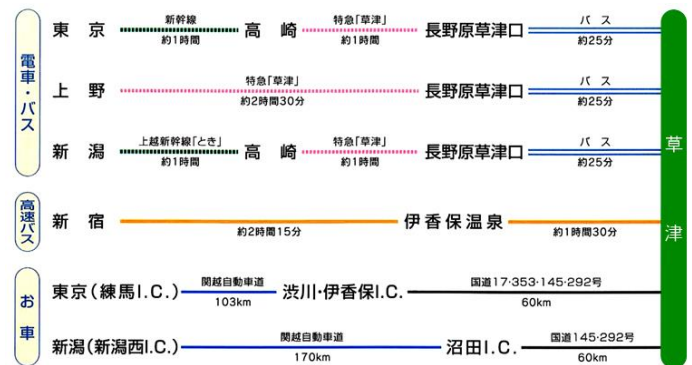 電車・バス
東京 新幹線 約1時間 高崎 特急「草津」 約1時間 長野原草津口 バス 約25分
上野 特急「草津」 約2時間30分 長野原草津口 バス 約25分
新潟 上越新幹線「とき」 約1時間 高崎 特急「草津」 約1時間 長野原草津口 バス 約25分
高速バス
新宿 約2時間15分 伊香保温泉 約1時間30分
お車
東京(練馬I.C.) 関越自動車道 103km 渋川・伊香保I.C. 国道17・353・145・292号 60km
新潟(新潟西I.C.) 関越自動車道 170km 沼田I.C. 国道145・292号 60km
草津